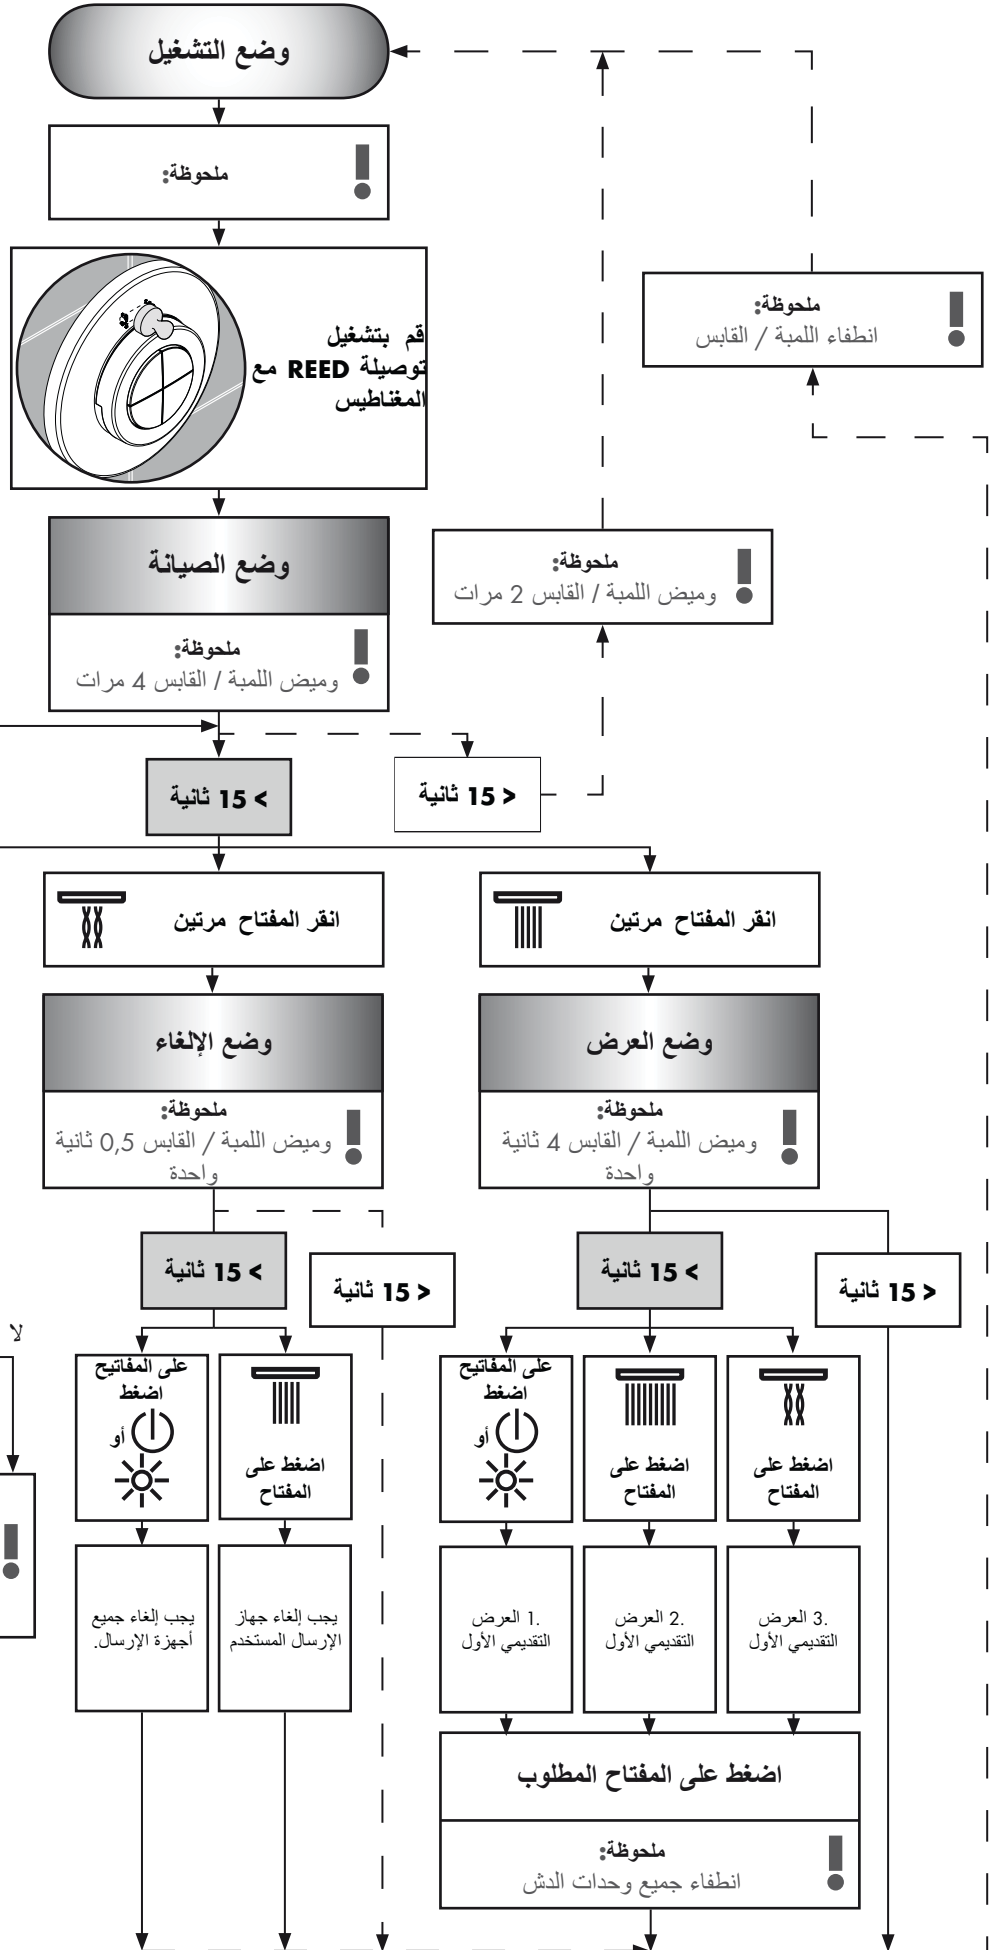 وضع التشغيل
ملحوظة:
قم بتشغيل
توصيلة REED مع
المغناطيس
ملحوظة:
انطفاء اللمبة / القابس
وضع الصيانة
ملحوظة:
وميض اللمبة / القابس 4 مرات
ملحوظة:
وميض اللمبة / القابس 2 مرات
> 15 ثانية
< 15 ثانية
انقر المفتاح مرتين
انقر المفتاح مرتين
وضع الإلغاء
ملحوظة:
وميض اللمبة / القابس 0,5 ثانية
واحدة
وضع العرض
ملحوظة:
وميض اللمبة / القابس 4 ثانية
واحدة
> 15 ثانية
< 15 ثانية
> 15 ثانية
< 15 ثانية
لا
على المفاتيح
اضغط
أو
اضغط على
المفتاح
على المفاتيح
اضغط
أو
اضغط على
المفتاح
اضغط على
المفتاح
يجب إلغاء جميع
أجهزة الإرسال.
يجب إلغاء جهاز
الإرسال المستخدم
1. العرض
التقديمي الأول
2. العرض
التقديمي الأول
3. العرض
التقديمي الأول
اضغط على المفتاح المطلوب
ملحوظة:
انطفاء جميع وحدات الدش